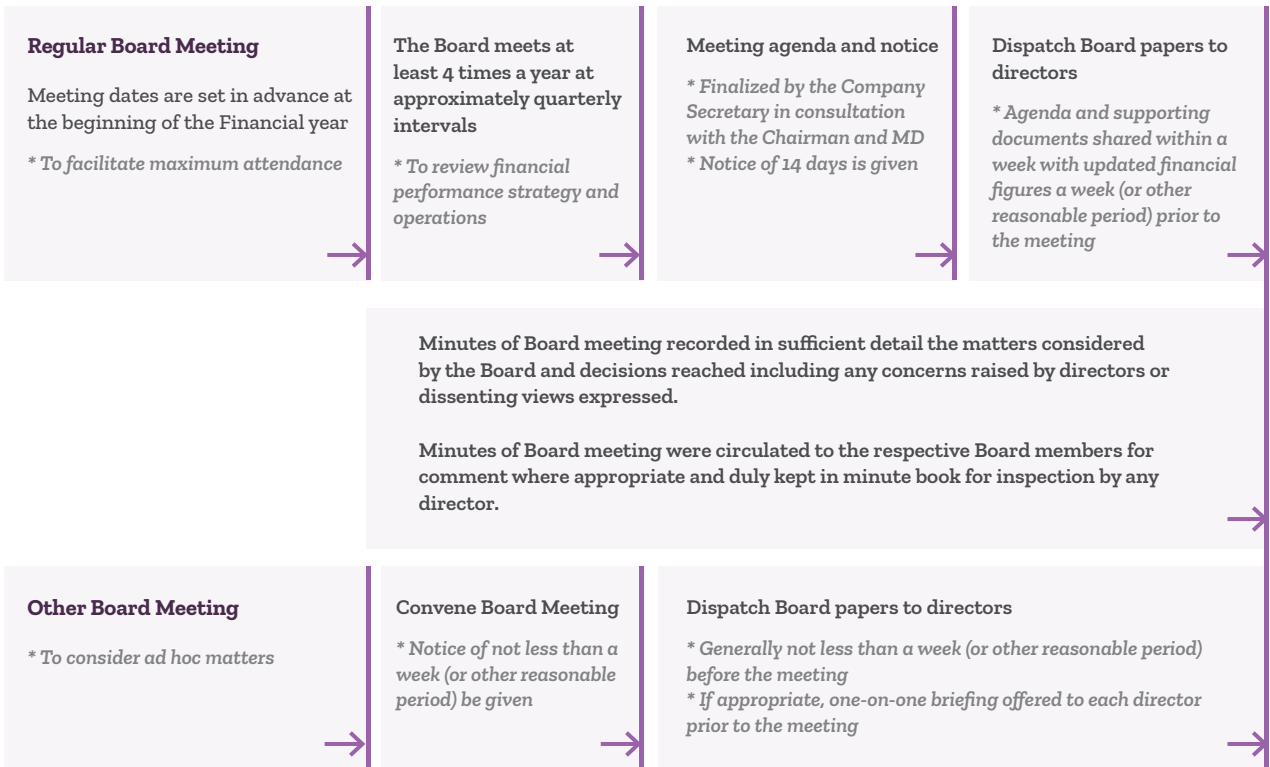 Regular Board Meeting
Meeting dates are set in advance at
the beginning of the Financial year
* To facilitate maximum attendance
The Board meets at
least 4 times a year at
approximately quarterly
intervals
* To review financial
performance strategy and
operations
Meeting agenda and notice
* Finalized by the Company
Secretary in consultation
with the Chairman and MD
* Notice of 14 days is given
Dispatch Board papers to
directors
* Agenda and supporting
documents shared within a
week with updated financial
figures a week (or other
reasonable period) prior to
the meeting
Minutes of Board meeting recorded in sufficient detail the matters considered
by the Board and decisions reached including any concerns raised by directors or
dissenting views expressed.
Minutes of Board meeting were circulated to the respective Board members for
comment where appropriate and duly kept in minute book for inspection by any
director.
Other Board Meeting
* To consider ad hoc matters
Convene Board Meeting
* Notice of not less than a
week (or other reasonable
period) be given
Dispatch Board papers to directors
* Generally not less than a week (or other reasonable period)
before the meeting
* If appropriate, one-on-one briefing offered to each director
prior to the meeting